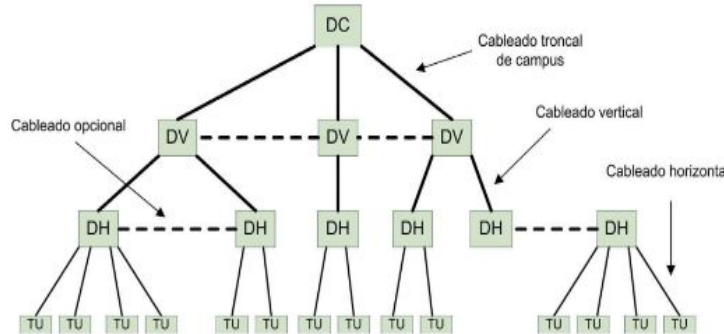 DC
Cableado troncal
de campus
Cableado opcional
DV
DV
DV
Cableado vertical
Cableado horizonta
DH
DH
DH
DH
DH
DH
TU
TU
TU
TU
TU
TU
TU
TU
TU
TU
TU
TU
TU
TU